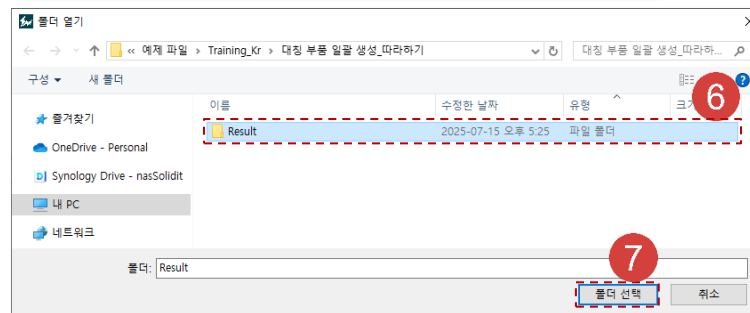 폴더 열기
« 예제 파일 > Training_Kr > 대칭 부품 일괄 생성_따라하기
대칭 부품 일괄 생성_따라하...
구성 새 폴더
6
이름 수정한 날짜 유형
즐겨찾기
Result 2025-07-15 오후 5:25 파일 폴더
OneDrive - Personal
Synology Drive - nasSolidit
내 PC
네트워크
7
폴더: Result
폴더 선택 취소